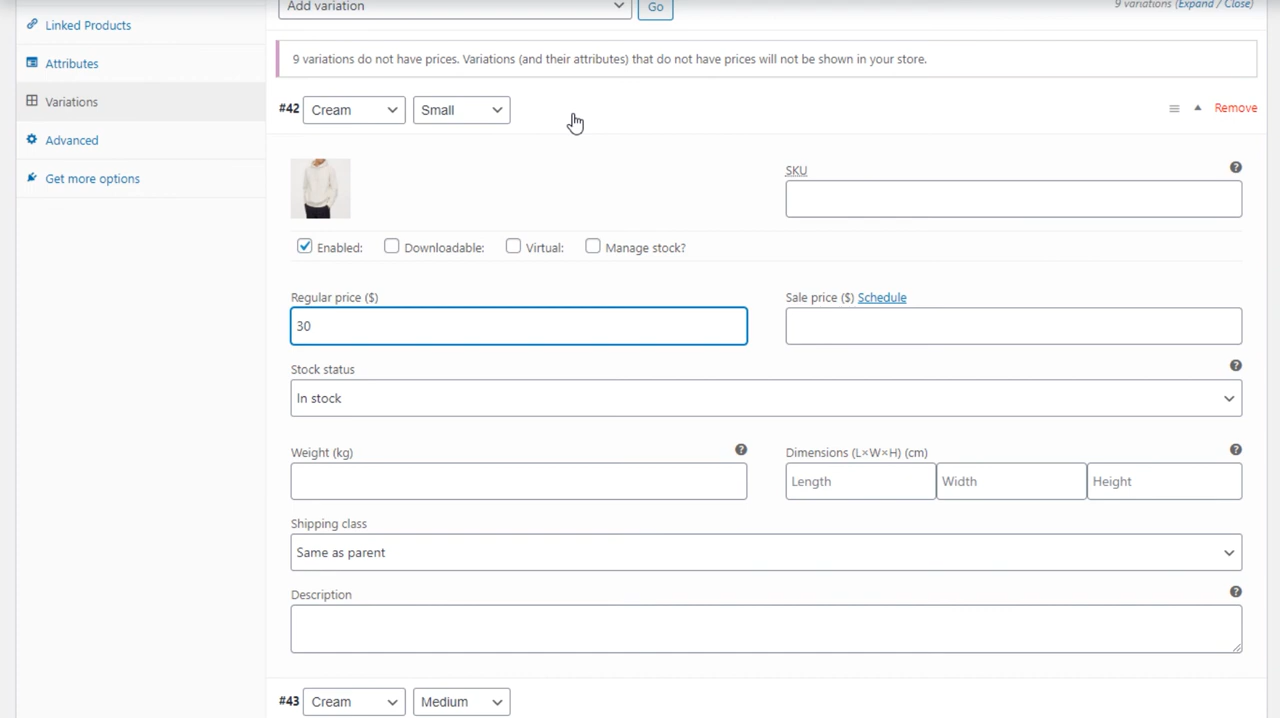 Linked Products
Attributes
Variations
Advanced
Get more options
Add variation
Go
9 variations (Expand / Close)
9 variations do not have prices. Variations (and their attributes) that do not have prices will not be shown in your store.
#42 Cream Small Remove
SKU
Enabled: Downloadable: Virtual: Manage stock?
Regular price ($)
30
Sale price ($) Schedule
Stock status
In stock
Weight (kg)
Dimensions (L×W×H) (cm)
Length Width Height
Shipping class
Same as parent
Description
#43 Cream Medium